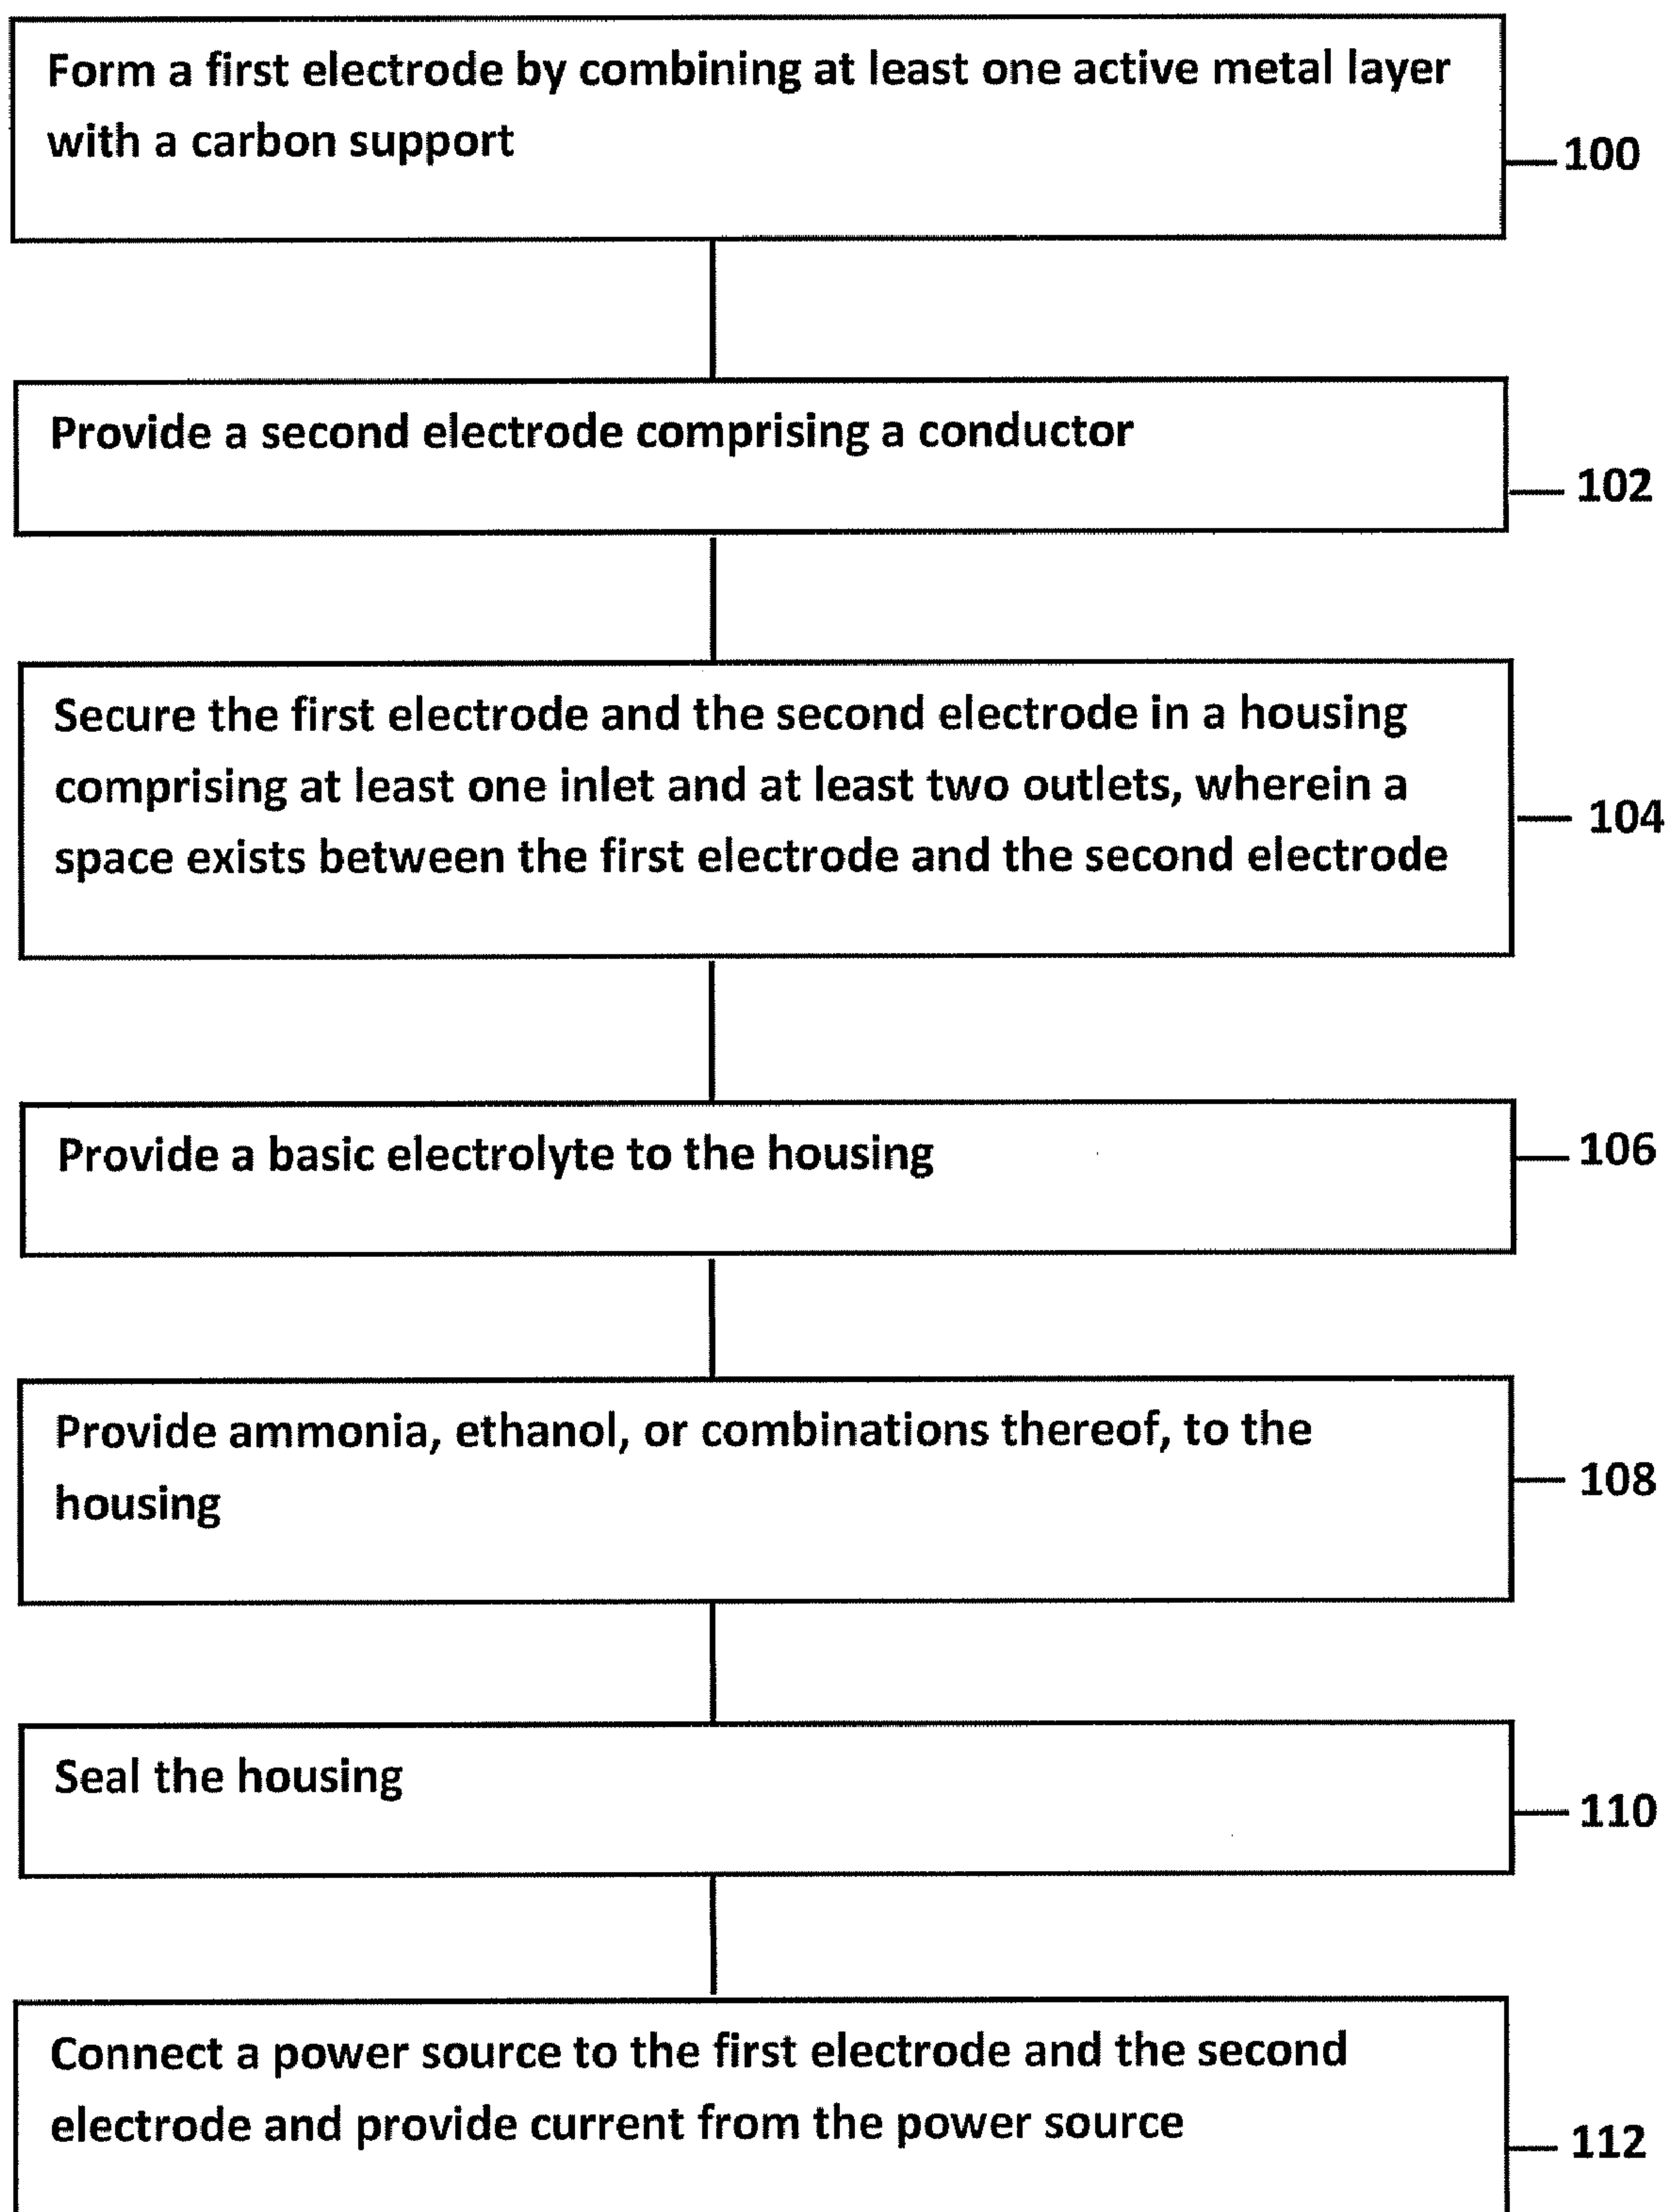 Form a first electrode by combining at least one active metal layer
with a carbon support
100
Provide a second electrode comprising a conductor
102
Secure the first electrode and the second electrode in a housing
comprising at least one inlet and at least two outlets, wherein a
space exists between the first electrode and the second electrode
104
Provide a basic electrolyte to the housing
106
Provide ammonia, ethanol, or combinations thereof, to the
housing
108
Seal the housing
110
Connect a power source to the first electrode and the second
electrode and provide current from the power source
112